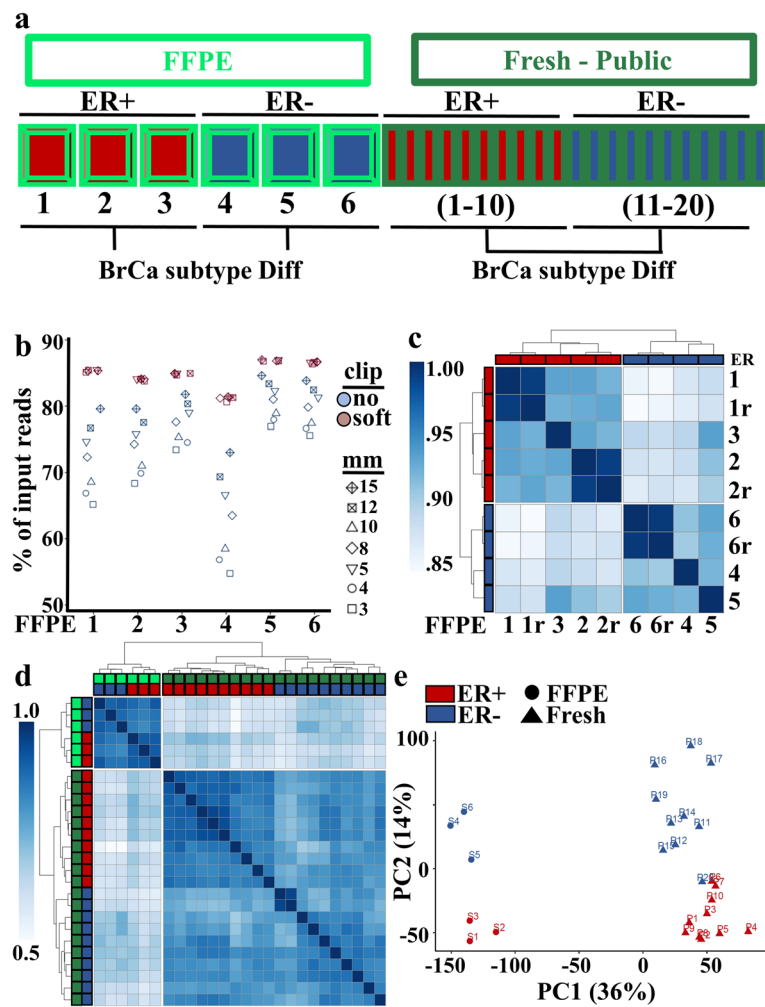 a
FFPE
Fresh - Public
ER+ ER- ER+ ER-
1 2 3 4 5 6 (1-10) (11-20)
BrCa subtype Diff BrCa subtype Diff
b
90
80
70
60
50
% of input reads
FFPE 1 2 3 4 5 6
clip
no
soft
mm
15
12
10
8
5
4
3
c
1.00
.95
.90
.85
ER
1
1r
3
2
2r
6
6r
4
5
FFPE 1 1r 3 2 2r 6 6r 4 5
d
1.0
0.5
e
ER+ FFPE
ER- Fresh
100
50
0
-50
PC2 (14%)
R18
R16 R17
R19
R14
R13 R11
R12
S6
S4
S5
R10
R3
R1
R5 R4
S3
S2
S1
-150 -100 -50 0 50
PC1 (36%)